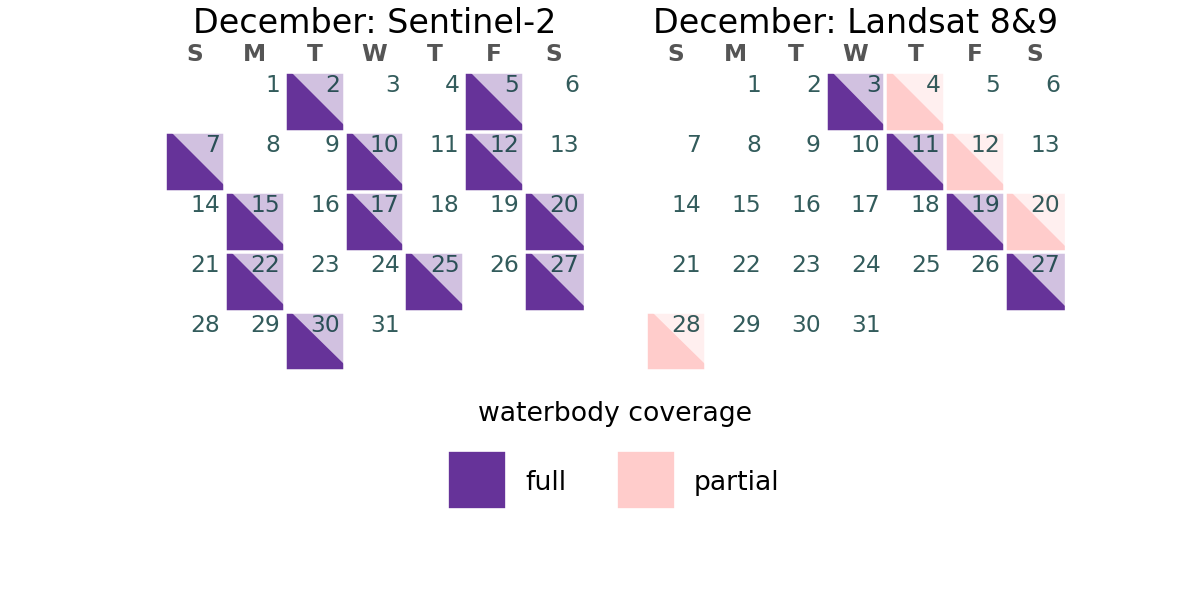 December: Sentinel-2
S M T W T F S
1 2 3 4 5 6
7 8 9 10 11 12 13
14 15 16 17 18 19 20
21 22 23 24 25 26 27
28 29 30 31
December: Landsat 8&9
S M T W T F S
1 2 3 4 5 6
7 8 9 10 11 12 13
14 15 16 17 18 19 20
21 22 23 24 25 26 27
28 29 30 31
waterbody coverage
full partial